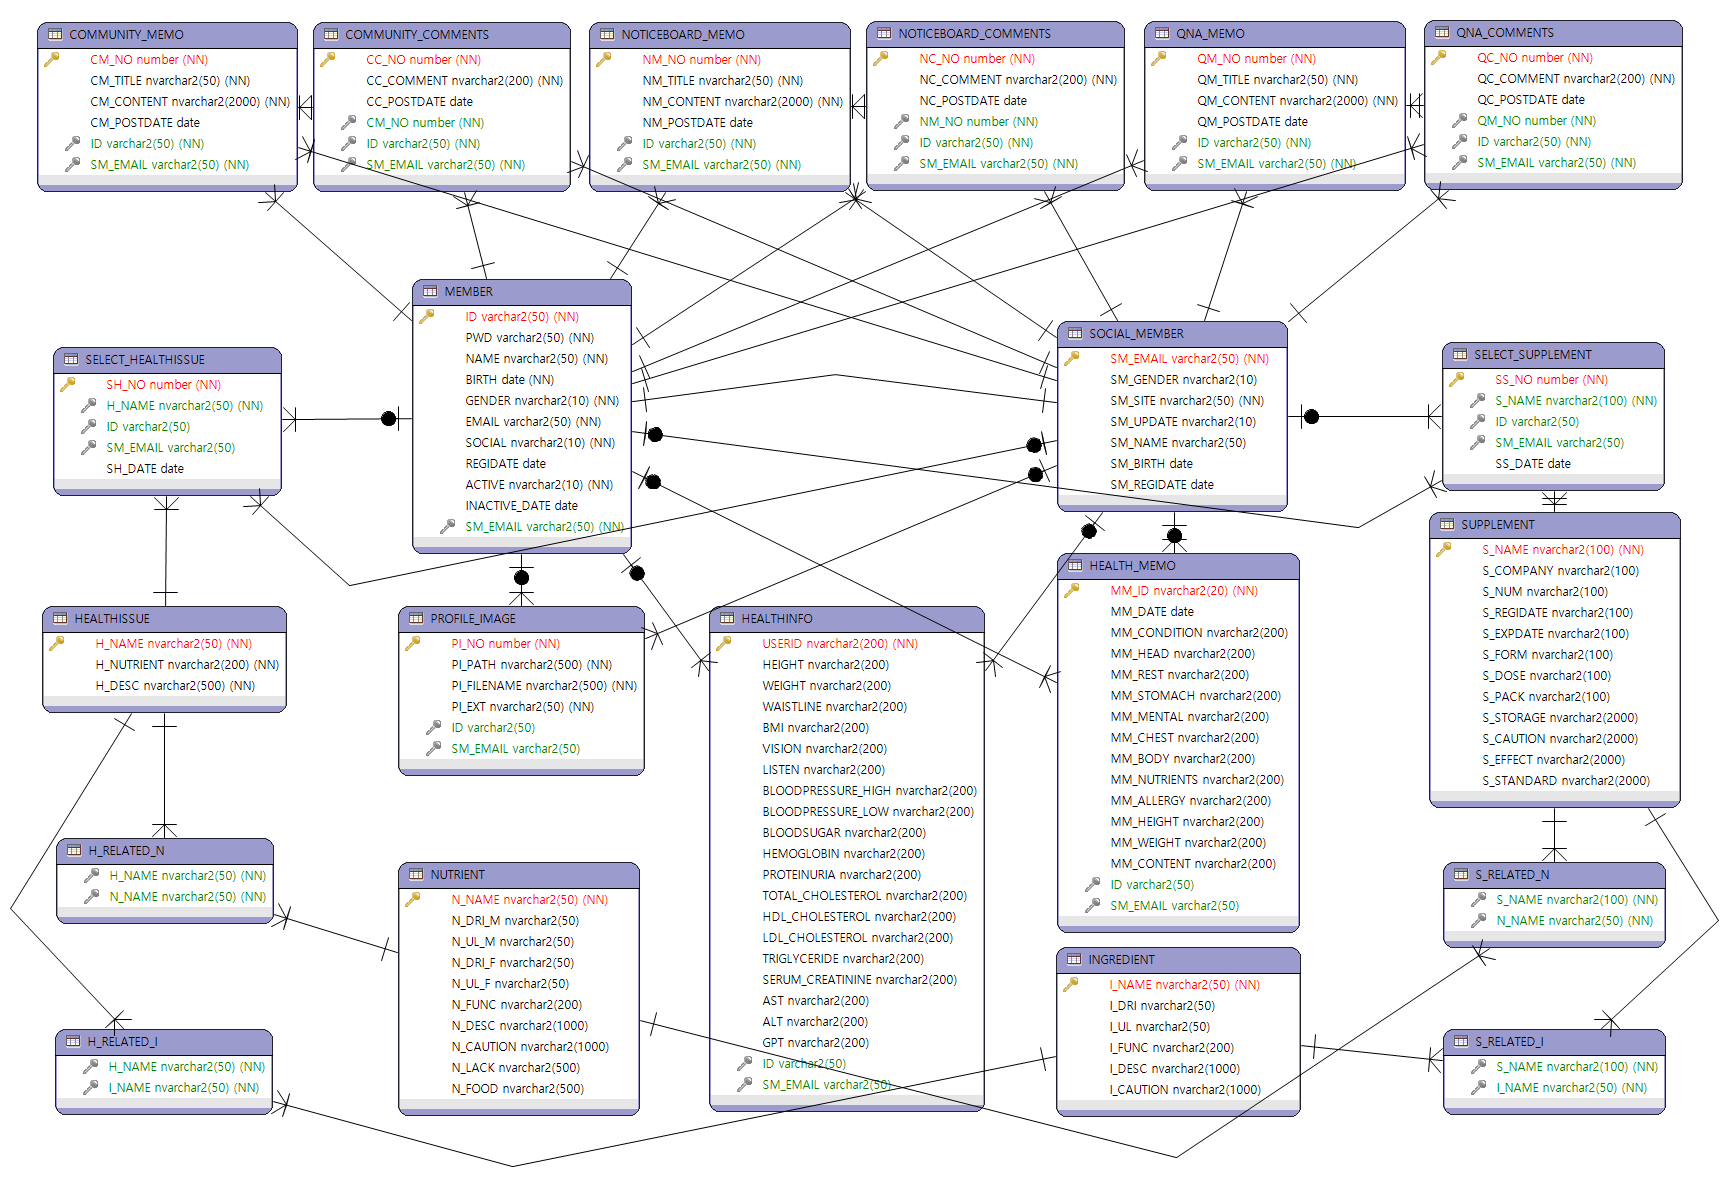 COMMUNITY_MEMO
CM_NO number (NN)
CM_TITLE nvarchar2(50) (NN)
CM_CONTENT nvarchar2(2000) (NN)
CM_POSTDATE date
ID varchar2(50) (NN)
SM_EMAIL varchar2(50) (NN)
COMMUNITY_COMMENTS
CC_NO number (NN)
CC_COMMENT nvarchar2(200) (NN)
CC_POSTDATE date
CM_NO number (NN)
ID varchar2(50) (NN)
SM_EMAIL varchar2(50) (NN)
NOTICEBOARD_MEMO
NM_NO number (NN)
NM_TITLE nvarchar2(50) (NN)
NM_CONTENT nvarchar2(2000) (NN)
NM_POSTDATE date
ID varchar2(50) (NN)
SM_EMAIL varchar2(50) (NN)
NOTICEBOARD_COMMENTS
NC_NO number (NN)
NC_COMMENT nvarchar2(200) (NN)
NC_POSTDATE date
NM_NO number (NN)
ID varchar2(50) (NN)
SM_EMAIL varchar2(50) (NN)
QNA_MEMO
QM_NO number (NN)
QM_TITLE nvarchar2(50) (NN)
QM_CONTENT nvarchar2(2000) (NN)
QM_POSTDATE date
ID varchar2(50) (NN)
SM_EMAIL varchar2(50) (NN)
QNA_COMMENTS
QC_NO number (NN)
QC_COMMENT nvarchar2(200) (NN)
QC_POSTDATE date
QM_NO number (NN)
ID varchar2(50) (NN)
SM_EMAIL varchar2(50) (NN)
MEMBER
ID varchar2(50) (NN)
PWD varchar2(50) (NN)
NAME nvarchar2(50) (NN)
BIRTH date (NN)
GENDER nvarchar2(10) (NN)
EMAIL varchar2(50) (NN)
SOCIAL nvarchar2(10) (NN)
REGIDATE date
ACTIVE nvarchar2(10) (NN)
INACTIVE_DATE date
SM_EMAIL varchar2(50) (NN)
SOCIAL_MEMBER
SM_EMAIL varchar2(50) (NN)
SM_GENDER nvarchar2(10)
SM_SITE nvarchar2(50) (NN)
SM_UPDATE nvarchar2(10)
SM_NAME nvarchar2(50)
SM_BIRTH date
SM_REGIDATE date
SELECT_HEALTHISSUE
SH_NO number (NN)
H_NAME nvarchar2(50) (NN)
ID varchar2(50)
SM_EMAIL varchar2(50)
SH_DATE date
SELECT_SUPPLEMENT
SS_NO number (NN)
S_NAME nvarchar2(100) (NN)
ID varchar2(50)
SM_EMAIL varchar2(50)
SS_DATE date
HEALTHISSUE
H_NAME nvarchar2(50) (NN)
H_NUTRIENT nvarchar2(200) (NN)
H_DESC nvarchar2(500) (NN)
PROFILE_IMAGE
PI_NO number (NN)
PI_PATH nvarchar2(500) (NN)
PI_FILENAME nvarchar2(500) (NN)
PI_EXT nvarchar2(50) (NN)
ID varchar2(50)
SM_EMAIL varchar2(50)
HEALTHINFO
USERID nvarchar2(200) (NN)
HEIGHT nvarchar2(200)
WEIGHT nvarchar2(200)
WAISTLINE nvarchar2(200)
BMI nvarchar2(200)
VISION nvarchar2(200)
LISTEN nvarchar2(200)
BLOODPRESSURE_HIGH nvarchar2(200)
BLOODPRESSURE_LOW nvarchar2(200)
BLOODSUGAR nvarchar2(200)
HEMOGLOBIN nvarchar2(200)
PROTEINURIA nvarchar2(200)
TOTAL_CHOLESTEROL nvarchar2(200)
HDL_CHOLESTEROL nvarchar2(200)
LDL_CHOLESTEROL nvarchar2(200)
TRIGLYCERIDE nvarchar2(200)
SERUM_CREATININE nvarchar2(200)
AST nvarchar2(200)
ALT nvarchar2(200)
GPT nvarchar2(200)
ID varchar2(50)
SM_EMAIL varchar2(50)
HEALTH_MEMO
MM_ID nvarchar2(20) (NN)
MM_DATE date
MM_CONDITION nvarchar2(200)
MM_HEAD nvarchar2(200)
MM_REST nvarchar2(200)
MM_STOMACH nvarchar2(200)
MM_MENTAL nvarchar2(200)
MM_CHEST nvarchar2(200)
MM_BODY nvarchar2(200)
MM_NUTRIENTS nvarchar2(200)
MM_ALLERGY nvarchar2(200)
MM_HEIGHT nvarchar2(200)
MM_WEIGHT nvarchar2(200)
MM_CONTENT nvarchar2(200)
ID varchar2(50)
SM_EMAIL varchar2(50)
SUPPLEMENT
S_NAME nvarchar2(100) (NN)
S_COMPANY nvarchar2(100)
S_NUM nvarchar2(100)
S_REGIDATE nvarchar2(100)
S_EXPDATE nvarchar2(100)
S_FORM nvarchar2(100)
S_DOSE nvarchar2(100)
S_PACK nvarchar2(100)
S_STORAGE nvarchar2(2000)
S_CAUTION nvarchar2(2000)
S_EFFECT nvarchar2(2000)
S_STANDARD nvarchar2(2000)
H_RELATED_N
H_NAME nvarchar2(50) (NN)
N_NAME nvarchar2(50) (NN)
NUTRIENT
N_NAME nvarchar2(50) (NN)
N_DRI_M nvarchar2(50)
N_UL_M nvarchar2(50)
N_DRI_F nvarchar2(50)
N_UL_F nvarchar2(50)
N_FUNC nvarchar2(200)
N_DESC nvarchar2(1000)
N_CAUTION nvarchar2(1000)
N_LACK nvarchar2(500)
N_FOOD nvarchar2(500)
S_RELATED_N
S_NAME nvarchar2(100) (NN)
N_NAME nvarchar2(50) (NN)
INGREDIENT
I_NAME nvarchar2(50) (NN)
I_DRI nvarchar2(50)
I_UL nvarchar2(50)
I_FUNC nvarchar2(200)
I_DESC nvarchar2(1000)
I_CAUTION nvarchar2(1000)
H_RELATED_I
H_NAME nvarchar2(50) (NN)
I_NAME nvarchar2(50) (NN)
S_RELATED_I
S_NAME nvarchar2(100) (NN)
I_NAME nvarchar2(50) (NN)